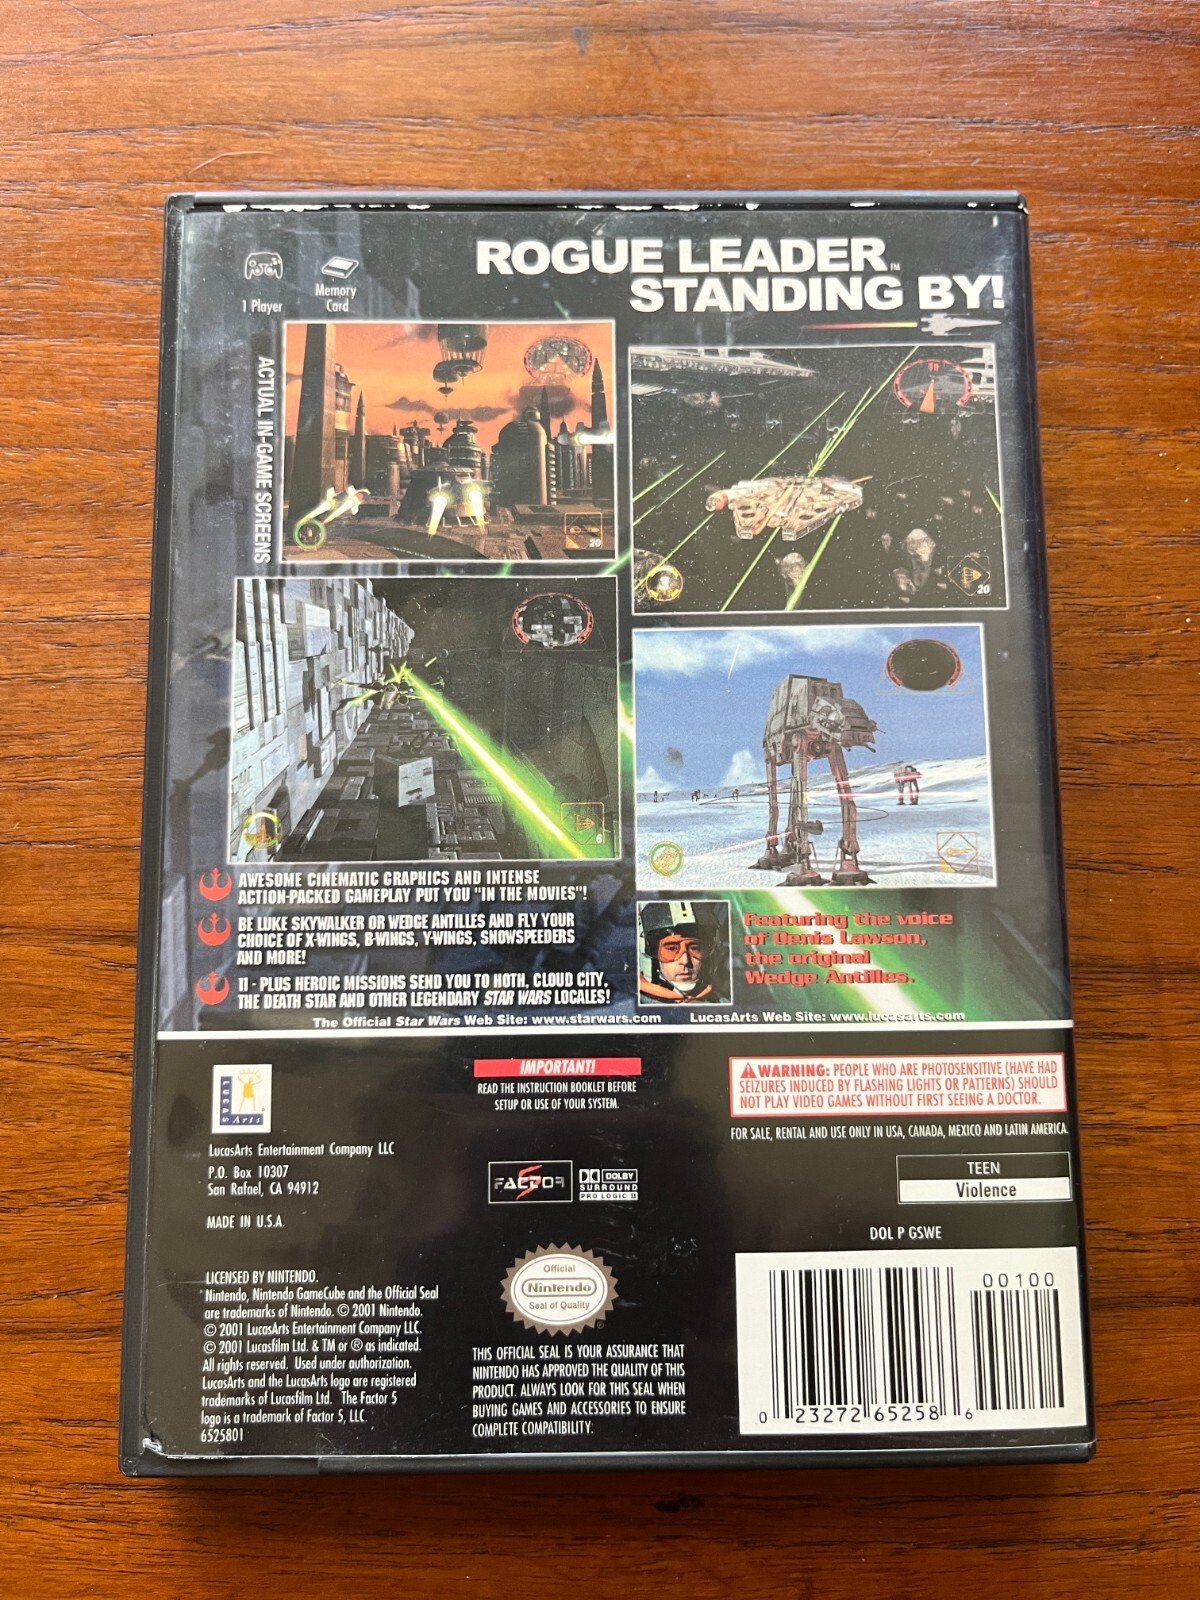 ROGUE LEADER™
STANDING BY!
1 Player
Memory
Card
ACTUAL IN-GAME SCREENS
20
20
6
AWESOME CINEMATIC GRAPHICS AND INTENSE
ACTION-PACKED GAMEPLAY PUT YOU "IN THE MOVIES"!
BE LUKE SKYWALKER OR WEDGE ANTILLES AND FLY YOUR
CHOICE OF X-WINGS, B-WINGS, Y-WINGS, SNOWSPEEDERS
AND MORE!
11 - PLUS HEROIC MISSIONS SEND YOU TO HOTH, CLOUD CITY,
THE DEATH STAR AND OTHER LEGENDARY STAR WARS LOCALES!
Featuring the voice
of Denis Lawson,
the original
Wedge Antilles.
The Official Star Wars Web Site: www.starwars.com
LucasArts Web Site: www.lucasarts.com
LUCAS
Arts
LucasArts Entertainment Company LLC
P.O. Box 10307
San Rafael, CA 94912
MADE IN U.S.A.
LICENSED BY NINTENDO.
Nintendo, Nintendo GameCube and the Official Seal
are trademarks of Nintendo. © 2001 Nintendo.
© 2001 LucasArts Entertainment Company LLC.
© 2001 Lucasfilm Ltd. & TM or ® as indicated.
All rights reserved. Used under authorization.
LucasArts and the LucasArts logo are registered
trademarks of Lucasfilm Ltd. The Factor 5
logo is a trademark of Factor 5, LLC.
6525801
IMPORTANT!
READ THE INSTRUCTION BOOKLET BEFORE
SETUP OR USE OF YOUR SYSTEM.
FACTOR 5
DOLBY
SURROUND
PRO LOGIC II
Official
Nintendo
Seal of Quality
®
THIS OFFICIAL SEAL IS YOUR ASSURANCE THAT
NINTENDO HAS APPROVED THE QUALITY OF THIS
PRODUCT. ALWAYS LOOK FOR THIS SEAL WHEN
BUYING GAMES AND ACCESSORIES TO ENSURE
COMPLETE COMPATIBILITY.
WARNING: PEOPLE WHO ARE PHOTOSENSITIVE (HAVE HAD
SEIZURES INDUCED BY FLASHING LIGHTS OR PATTERNS) SHOULD
NOT PLAY VIDEO GAMES WITHOUT FIRST SEEING A DOCTOR.
FOR SALE, RENTAL AND USE ONLY IN USA, CANADA, MEXICO AND LATIN AMERICA.
TEEN
Violence
DOL P GSWE
00100
0 23272 65258 6